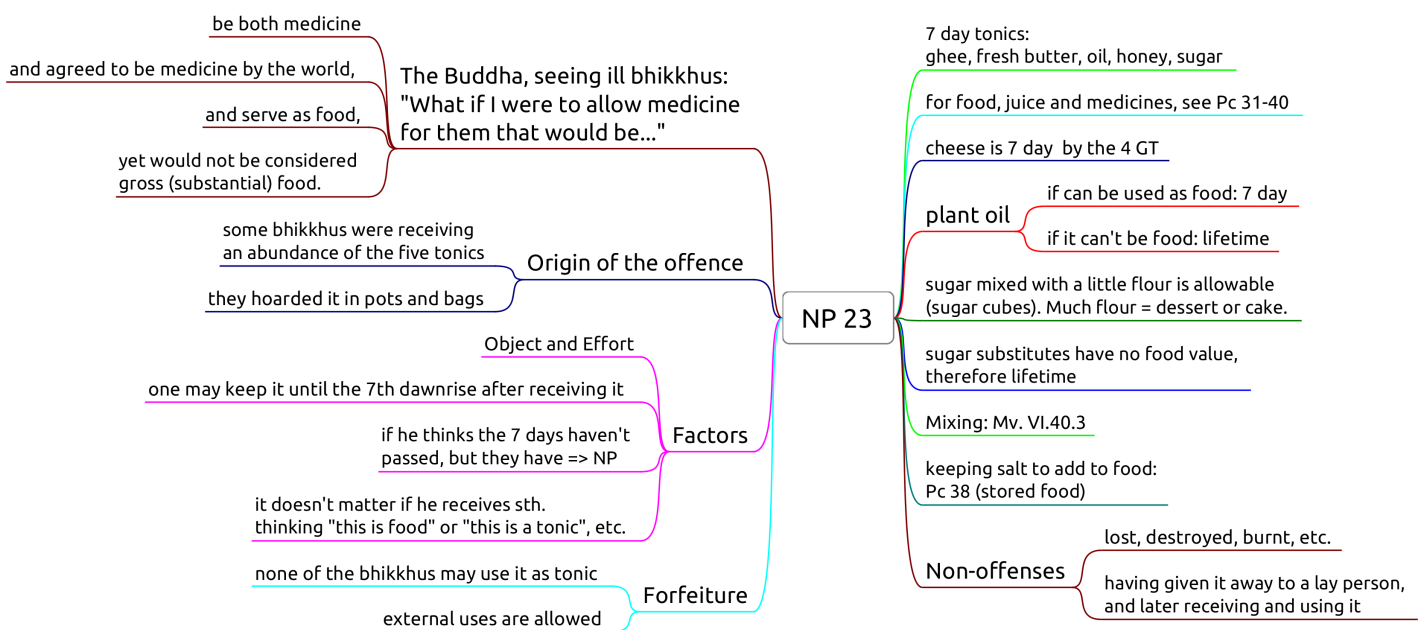 be both medicine
and agreed to be medicine by the world,
and serve as food,
yet would not be considered
gross (substantial) food.
The Buddha, seeing ill bhikkhus:
"What if I were to allow medicine
for them that would be..."
some bhikkhus were receiving
an abundance of the five tonics
they hoarded it in pots and bags
Origin of the offence
Object and Effort
one may keep it until the 7th dawnrise after receiving it
if he thinks the 7 days haven't
passed, but they have => NP
it doesn't matter if he receives sth.
thinking "this is food" or "this is a tonic", etc.
Factors
none of the bhikkhus may use it as tonic
external uses are allowed
Forfeiture
NP 23
7 day tonics:
ghee, fresh butter, oil, honey, sugar
for food, juice and medicines, see Pc 31-40
cheese is 7 day  by the 4 GT
plant oil
if can be used as food: 7 day
if it can't be food: lifetime
sugar mixed with a little flour is allowable
(sugar cubes). Much flour = dessert or cake.
sugar substitutes have no food value,
therefore lifetime
Mixing: Mv. VI.40.3
keeping salt to add to food:
Pc 38 (stored food)
Non-offenses
lost, destroyed, burnt, etc.
having given it away to a lay person,
and later receiving and using it